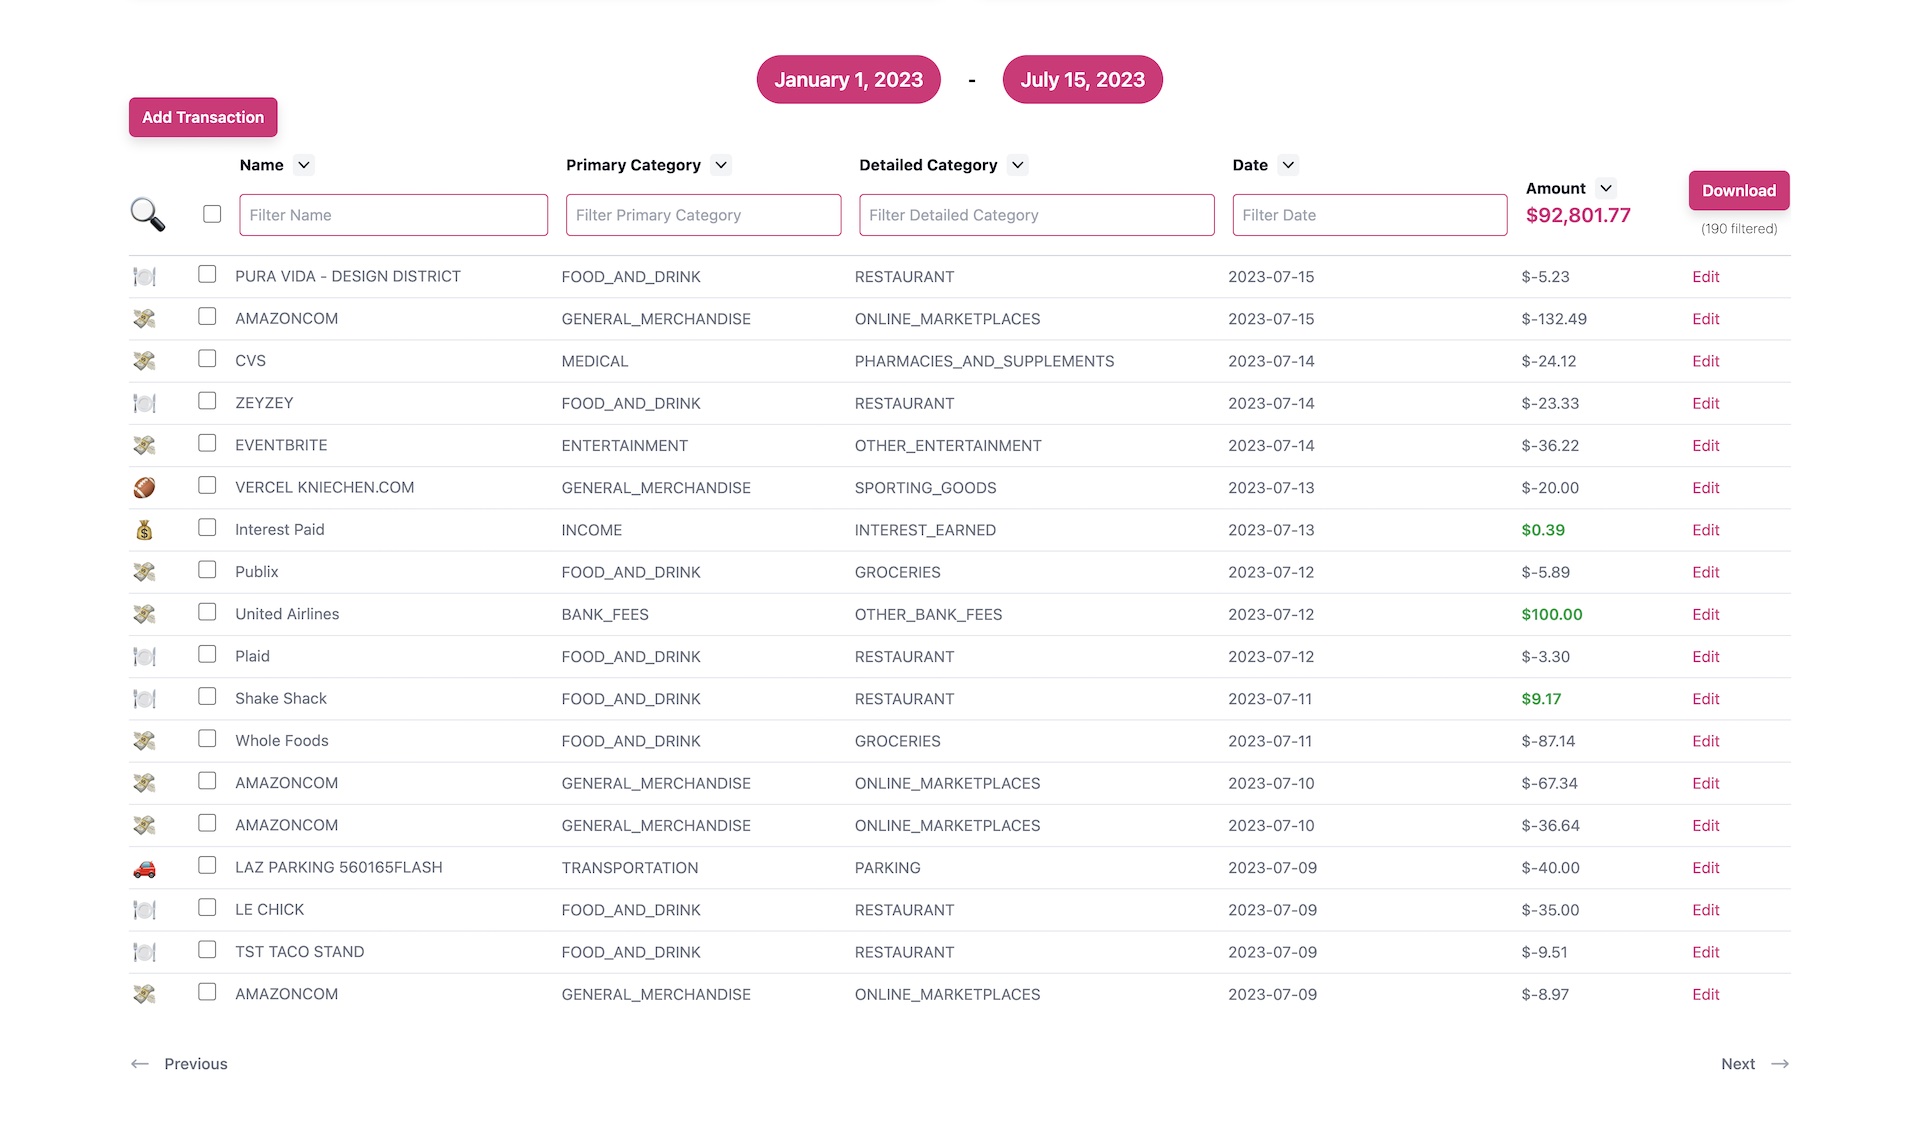 January 1, 2023 - July 15, 2023
Add Transaction
Name Primary Category Detailed Category Date
Amount Download
Filter Name Filter Primary Category Filter Detailed Category Filter Date $92,801.77
(190 filtered)
PURA VIDA - DESIGN DISTRICT FOOD_AND_DRINK RESTAURANT 2023-07-15 $-5.23 Edit
AMAZONCOM GENERAL_MERCHANDISE ONLINE_MARKETPLACES 2023-07-15 $-132.49 Edit
CVS MEDICAL PHARMACIES_AND_SUPPLEMENTS 2023-07-14 $-24.12 Edit
ZEYZEY FOOD_AND_DRINK RESTAURANT 2023-07-14 $-23.33 Edit
EVENTBRITE ENTERTAINMENT OTHER_ENTERTAINMENT 2023-07-14 $-36.22 Edit
VERCEL KNIECHEN.COM GENERAL_MERCHANDISE SPORTING_GOODS 2023-07-13 $-20.00 Edit
Interest Paid INCOME INTEREST_EARNED 2023-07-13 $0.39 Edit
Publix FOOD_AND_DRINK GROCERIES 2023-07-12 $-5.89 Edit
United Airlines BANK_FEES OTHER_BANK_FEES 2023-07-12 $100.00 Edit
Plaid FOOD_AND_DRINK RESTAURANT 2023-07-12 $-3.30 Edit
Shake Shack FOOD_AND_DRINK RESTAURANT 2023-07-11 $9.17 Edit
Whole Foods FOOD_AND_DRINK GROCERIES 2023-07-11 $-87.14 Edit
AMAZONCOM GENERAL_MERCHANDISE ONLINE_MARKETPLACES 2023-07-10 $-67.34 Edit
AMAZONCOM GENERAL_MERCHANDISE ONLINE_MARKETPLACES 2023-07-10 $-36.64 Edit
LAZ PARKING 560165FLASH TRANSPORTATION PARKING 2023-07-09 $-40.00 Edit
LE CHICK FOOD_AND_DRINK RESTAURANT 2023-07-09 $-35.00 Edit
TST TACO STAND FOOD_AND_DRINK RESTAURANT 2023-07-09 $-9.51 Edit
AMAZONCOM GENERAL_MERCHANDISE ONLINE_MARKETPLACES 2023-07-09 $-8.97 Edit
← Previous Next →